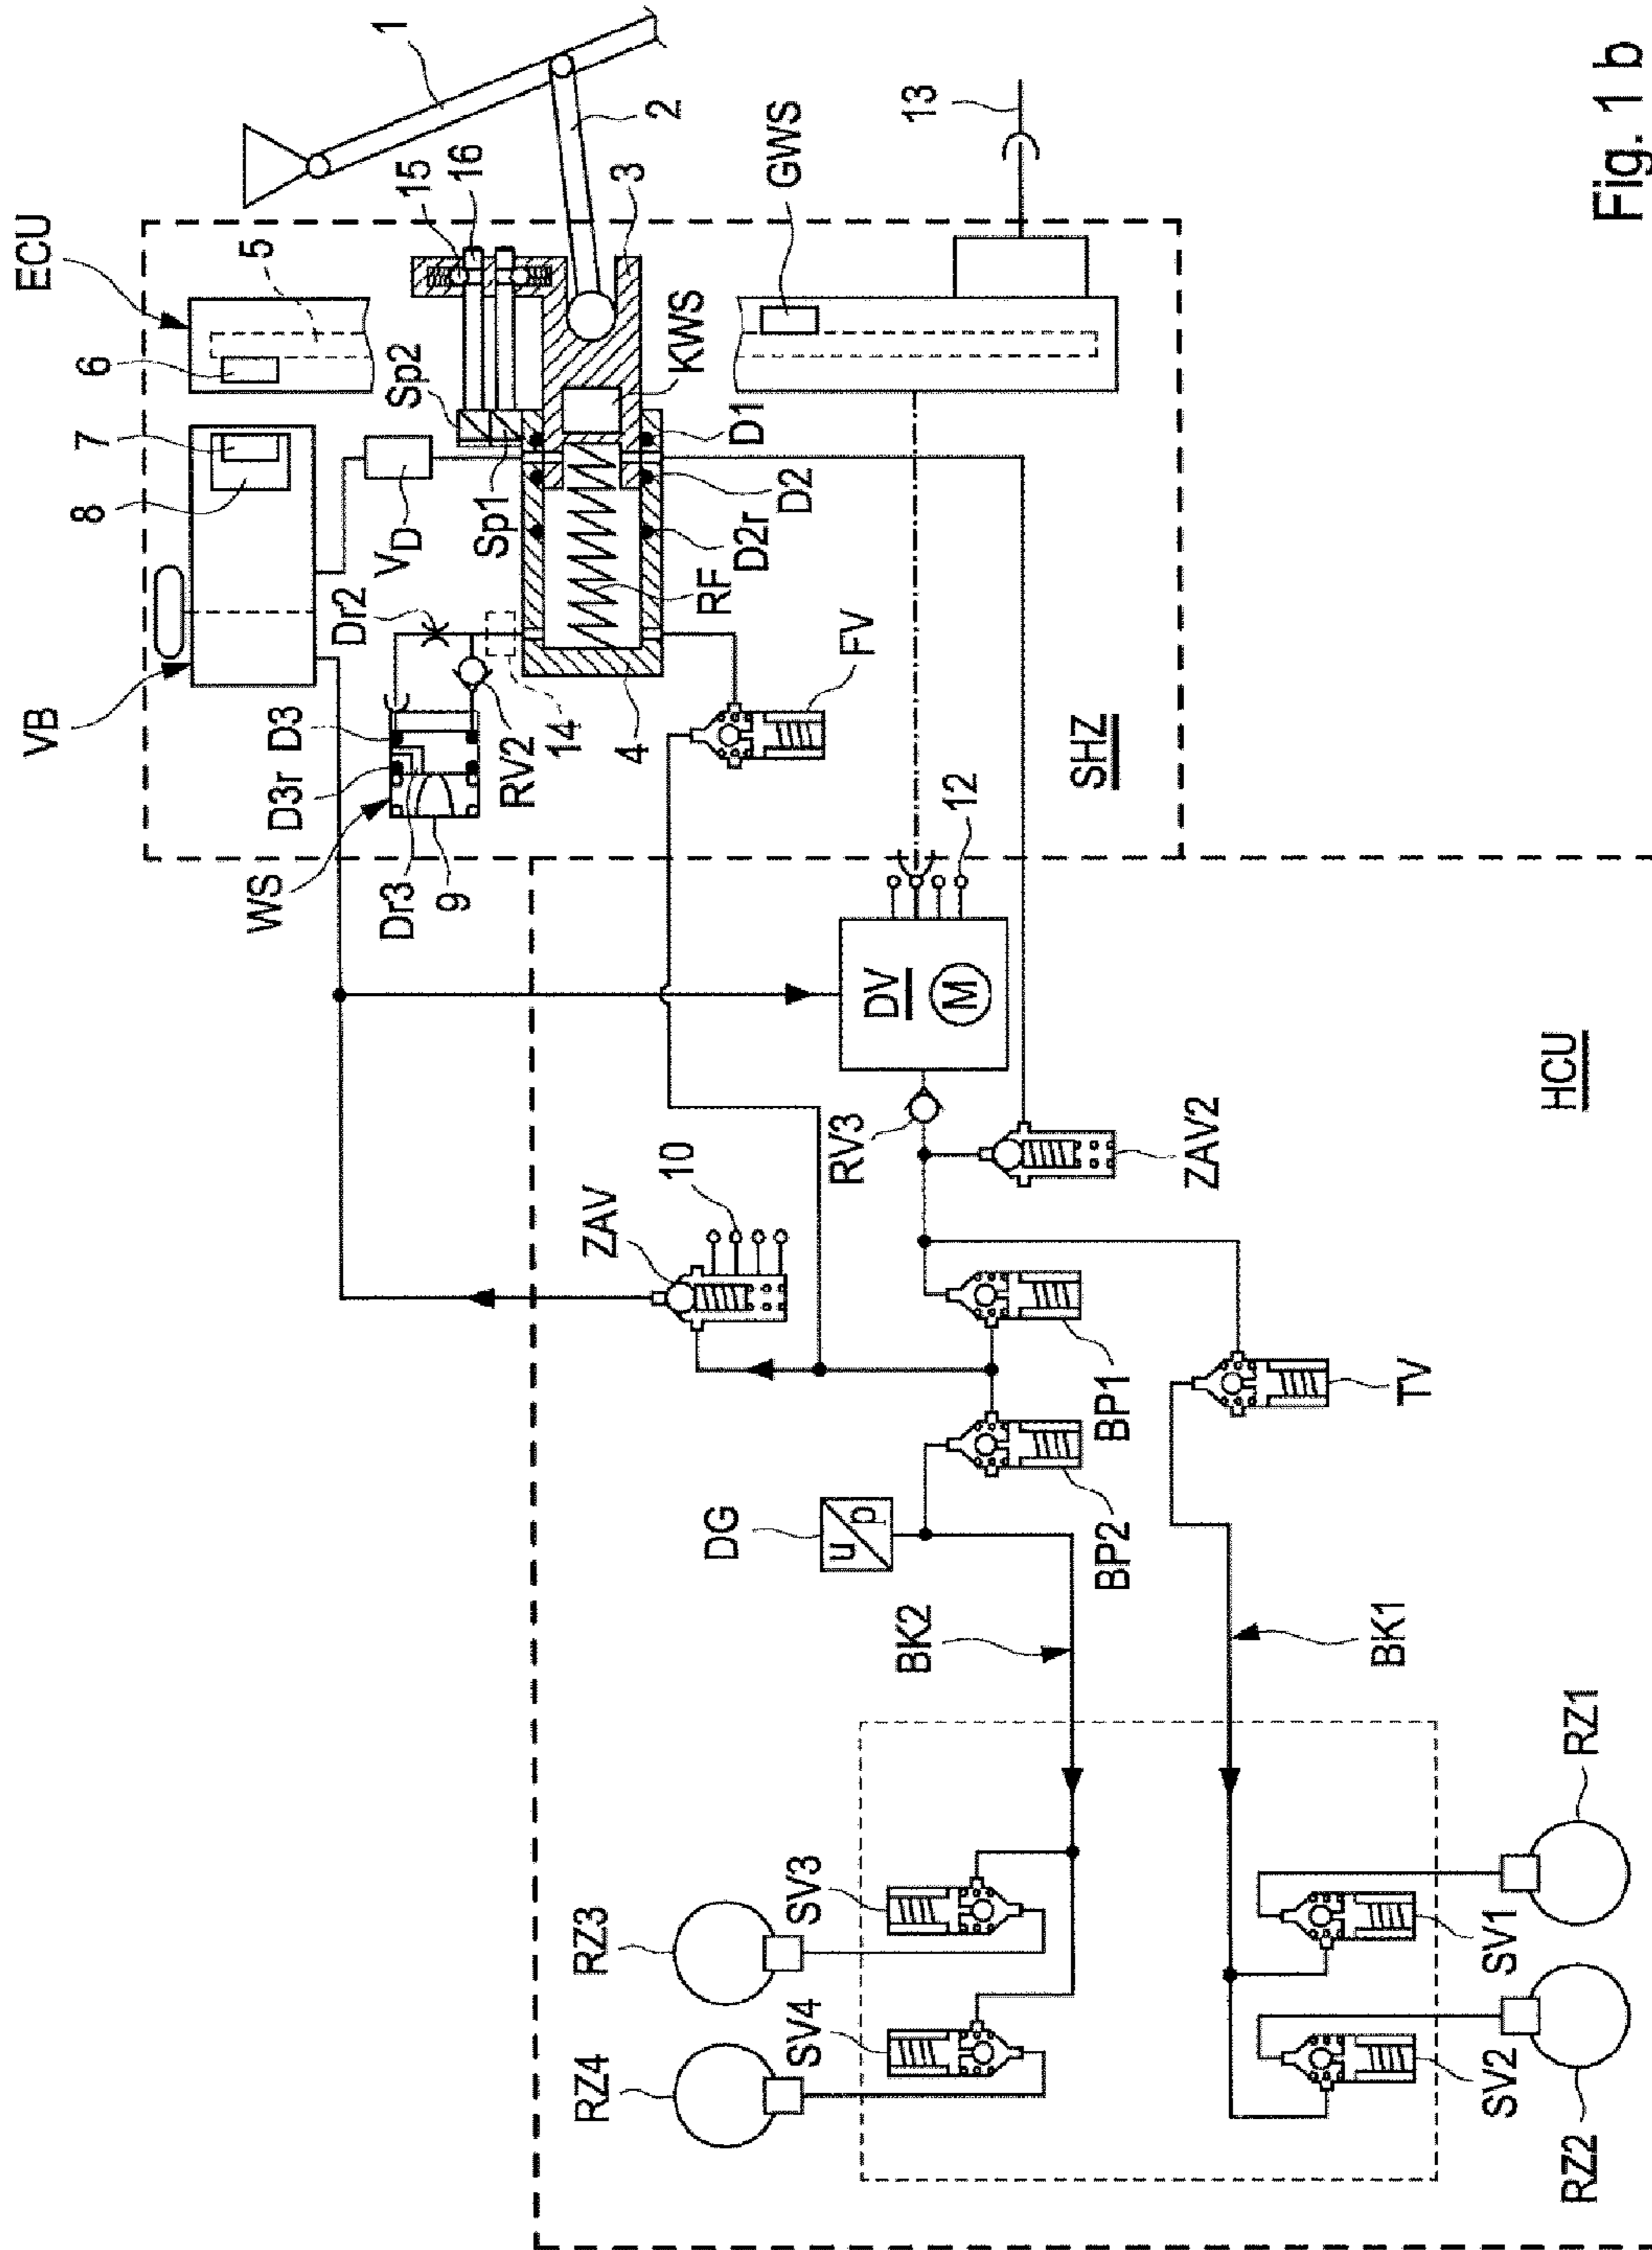 ECU
VB
8
7
6
5
1
15
16
2
3
GWS
13
Fig. 1 b
KWS
Sp2
Sp1
VD
Dr2
D1
D2
D2r
RF
14
4
RV2
FV
D3
D3r
WS
Dr3
9
SHZ
12
DV
M
HCU
RV3
ZAV2
10
ZAV
BP1
TV
BP2
DG
u
p
BK2
BK1
RZ3
SV3
RZ4
SV4
RZ1
SV1
SV2
RZ2